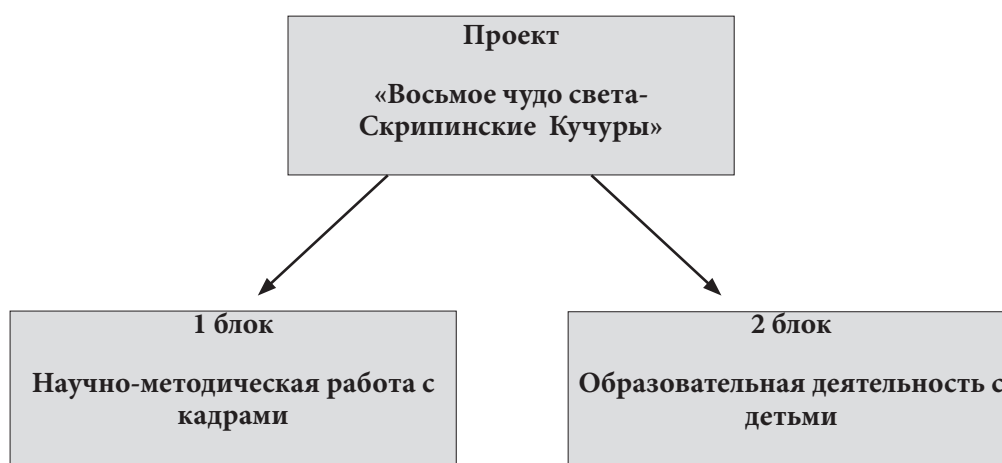 Проект
«Восьмое чудо света-
Скрипинские Кучуры»
1 блок
Научно-методическая работа с
кадрами
2 блок
Образовательная деятельность с
детьми